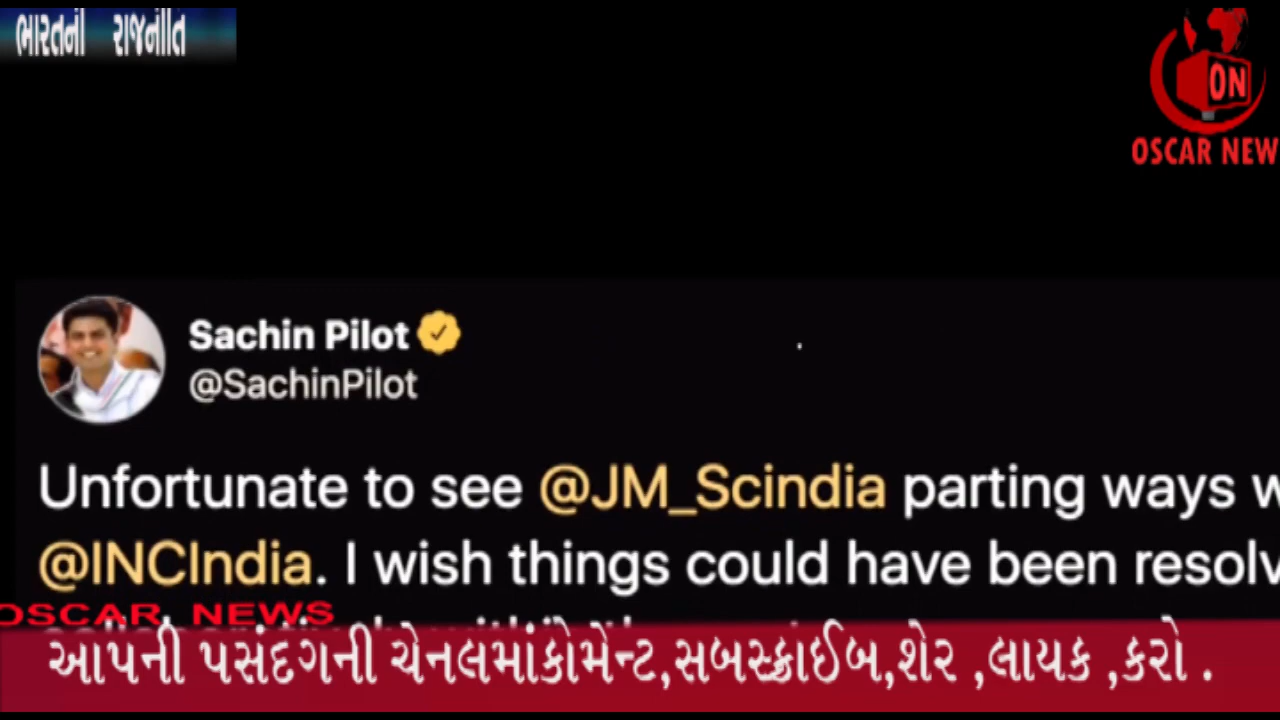 ભારતની રાજનીતિ
ON
OSCAR NEW
Sachin Pilot
@SachinPilot
Unfortunate to see @JM_Scindia parting ways w
@INCIndia. I wish things could have been resolv
OSCAR NEWS
આપની પસંદગની ચેનલમાંકોમેન્ટ,સબસ્ક્રાઈબ,શેર ,લાયક ,કરો .